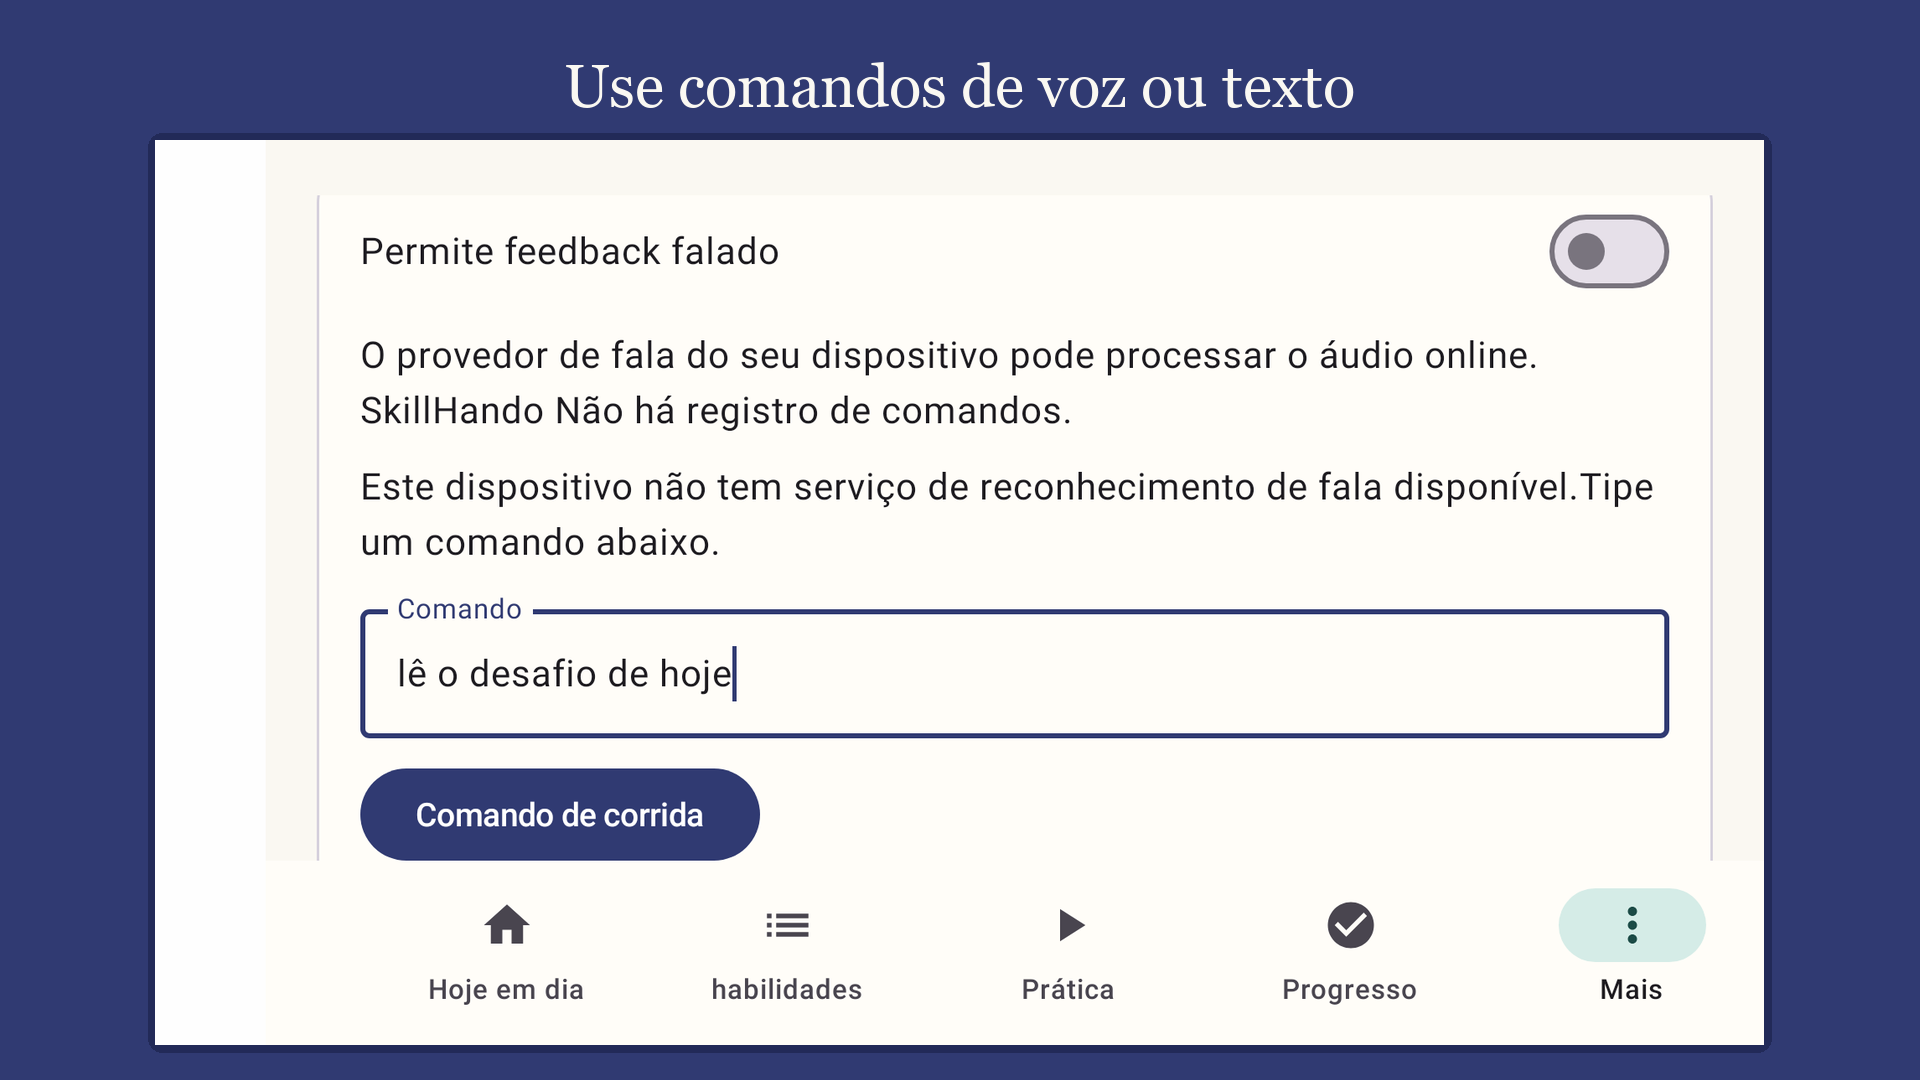 Use comandos de voz ou texto
Permite feedback falado
O provedor de fala do seu dispositivo pode processar o áudio online.
SkillHando Não há registro de comandos.
Este dispositivo não tem serviço de reconhecimento de fala disponível.Tipe
um comando abaixo.
Comando
lê o desafio de hoje
Comando de corrida
Hoje em dia
habilidades
Prática
Progresso
Mais